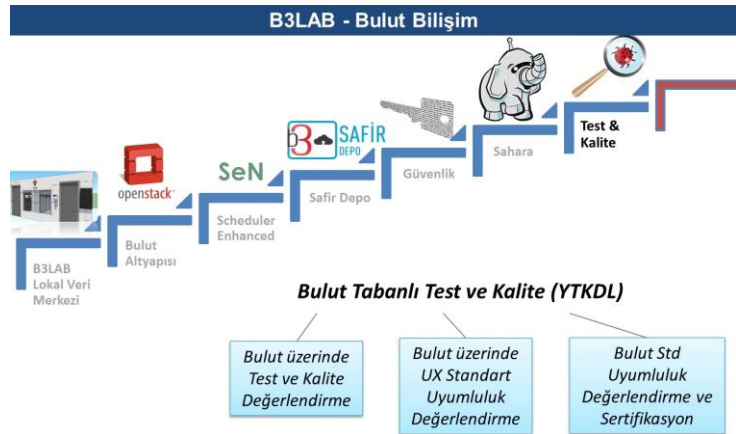 B3LAB - Bulut Bilişim
Test &
Kalite
Sahara
Güvenlik
SAFİR
DEPO
Safir Depo
SeN
Scheduler
Enhanced
openstack
Bulut
Altyapısı
B3LAB
Lokal Veri
Merkezi
Bulut Tabanlı Test ve Kalite (YTKDL)
Bulut üzerinde
Test ve Kalite
Değerlendirme
Bulut üzerinde
UX Standart
Uyumluluk
Değerlendirme
Bulut Std
Uyumluluk
Değerlendirme ve
Sertifikasyon